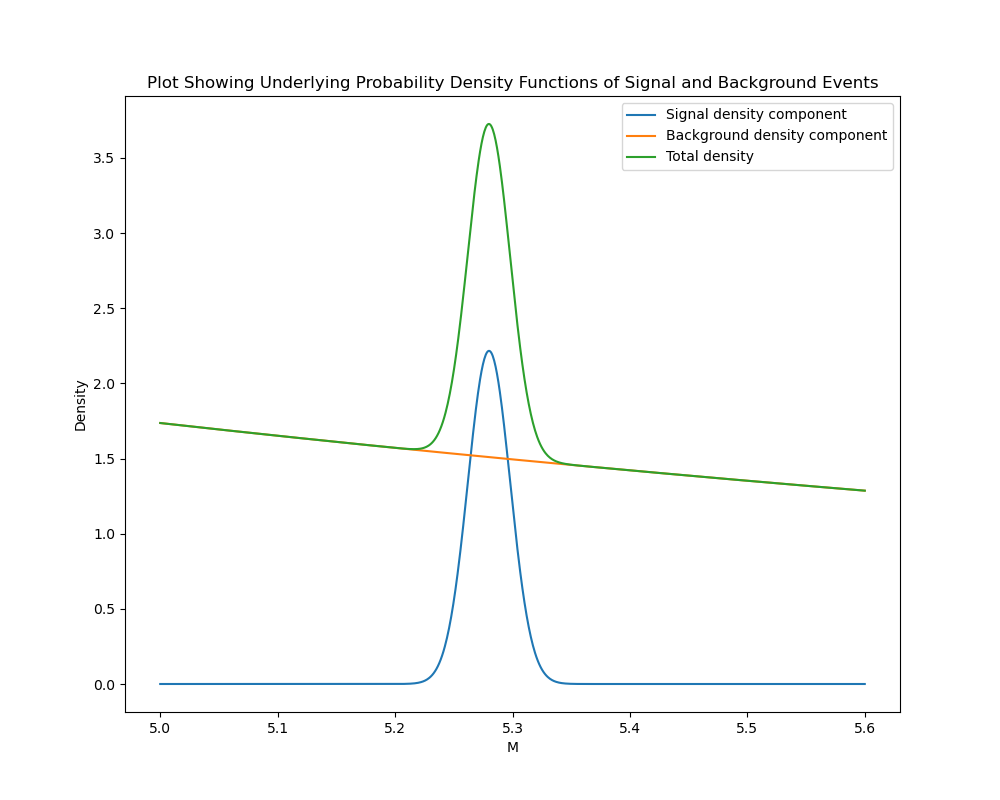 Plot Showing Underlying Probability Density Functions of Signal and Background Events
Signal density component
Background density component
Total density
3.5
3.0
2.5
2.0
1.5
1.0
0.5
0.0
Density
5.0 5.1 5.2 5.3 5.4 5.5 5.6
M